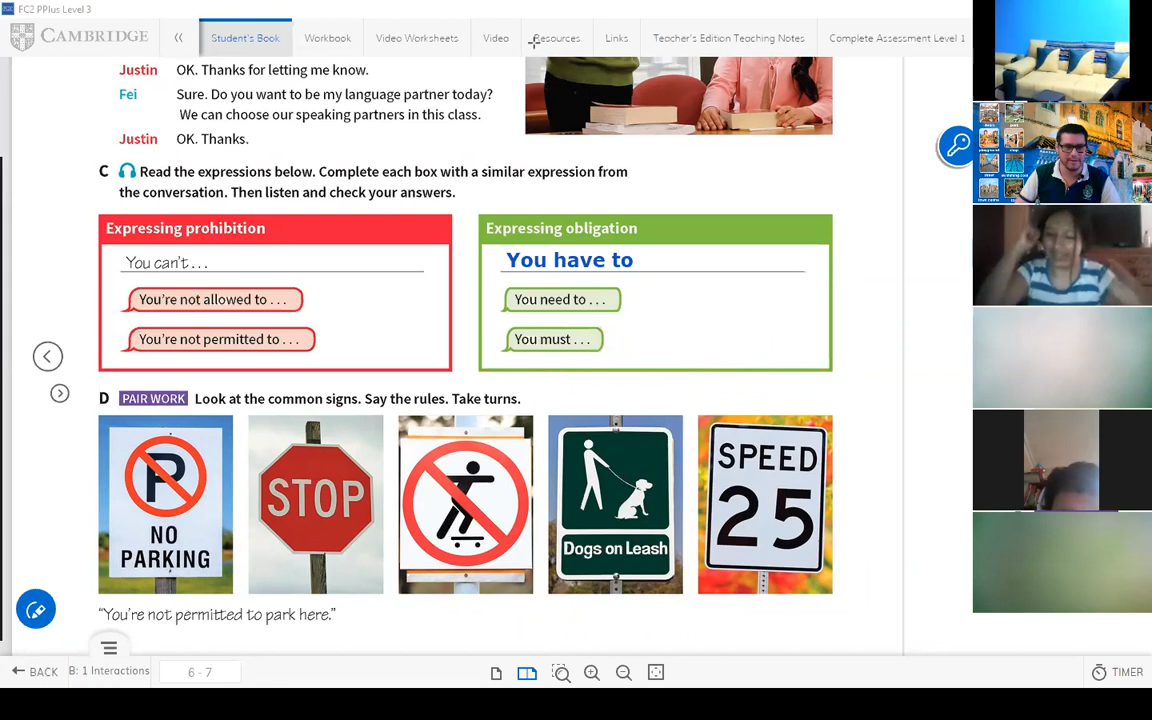 FC2 PPlus Level 3
CAMBRIDGE
Student's Book
Workbook
Video Worksheets
Video
Resources
Links
Teacher's Edition Teaching Notes
Complete Assessment Level 1
Justin OK. Thanks for letting me know.
Fei Sure. Do you want to be my language partner today?
We can choose our speaking partners in this class.
Justin OK. Thanks.
C Read the expressions below. Complete each box with a similar expression from
the conversation. Then listen and check your answers.
Expressing prohibition
You can't . . .
You're not allowed to . . .
You're not permitted to . . .
Expressing obligation
You have to
You need to . . .
You must . . .
D PAIR WORK Look at the common signs. Say the rules. Take turns.
P
NO
PARKING
STOP
Dogs on Leash
SPEED
25
"You're not permitted to park here."
BACK
B: 1 Interactions
6 - 7
TIMER